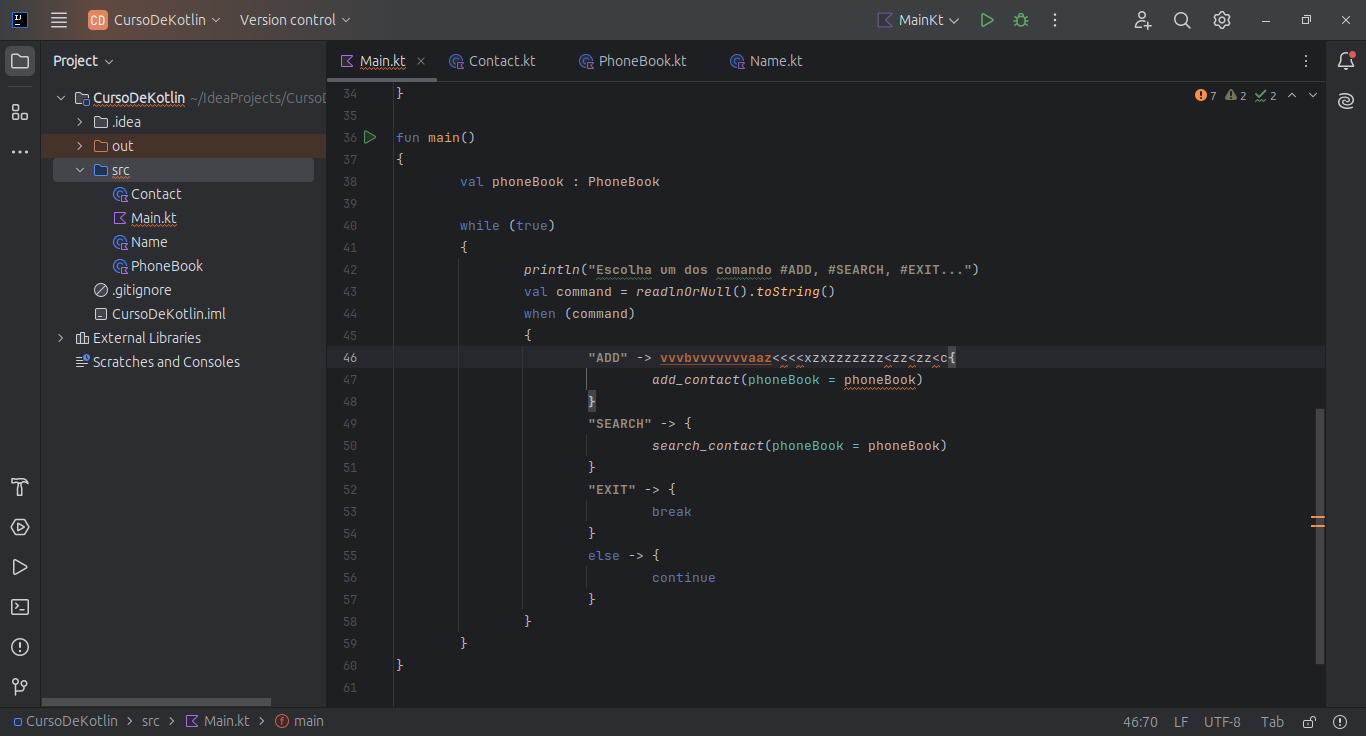 CD CursoDeKotlin Version control MainKt
Project
Main.kt Contact.kt PhoneBook.kt Name.kt
CursoDeKotlin ~/IdeaProjects/CursoD
.idea
out
src
Contact
Main.kt
Name
PhoneBook
.gitignore
CursoDeKotlin.iml
External Libraries
Scratches and Consoles
7 2 2
34 }
35
36 fun main()
37 {
38 val phoneBook : PhoneBook
39
40 while (true)
41 {
42 println("Escolha um dos comando #ADD, #SEARCH, #EXIT...")
43 val command = readlnOrNull().toString()
44 when (command)
45 {
46 "ADD" -> vvvbvvvvvvvaaz<<<<xzxzzzzzzz<zz<zz<c{
47 add_contact(phoneBook = phoneBook)
48 }
49 "SEARCH" -> {
50 search_contact(phoneBook = phoneBook)
51 }
52 "EXIT" -> {
53 break
54 }
55 else -> {
56 continue
57 }
58 }
59 }
60 }
61
CursoDeKotlin > src > Main.kt > main 46:70 LF UTF-8 Tab